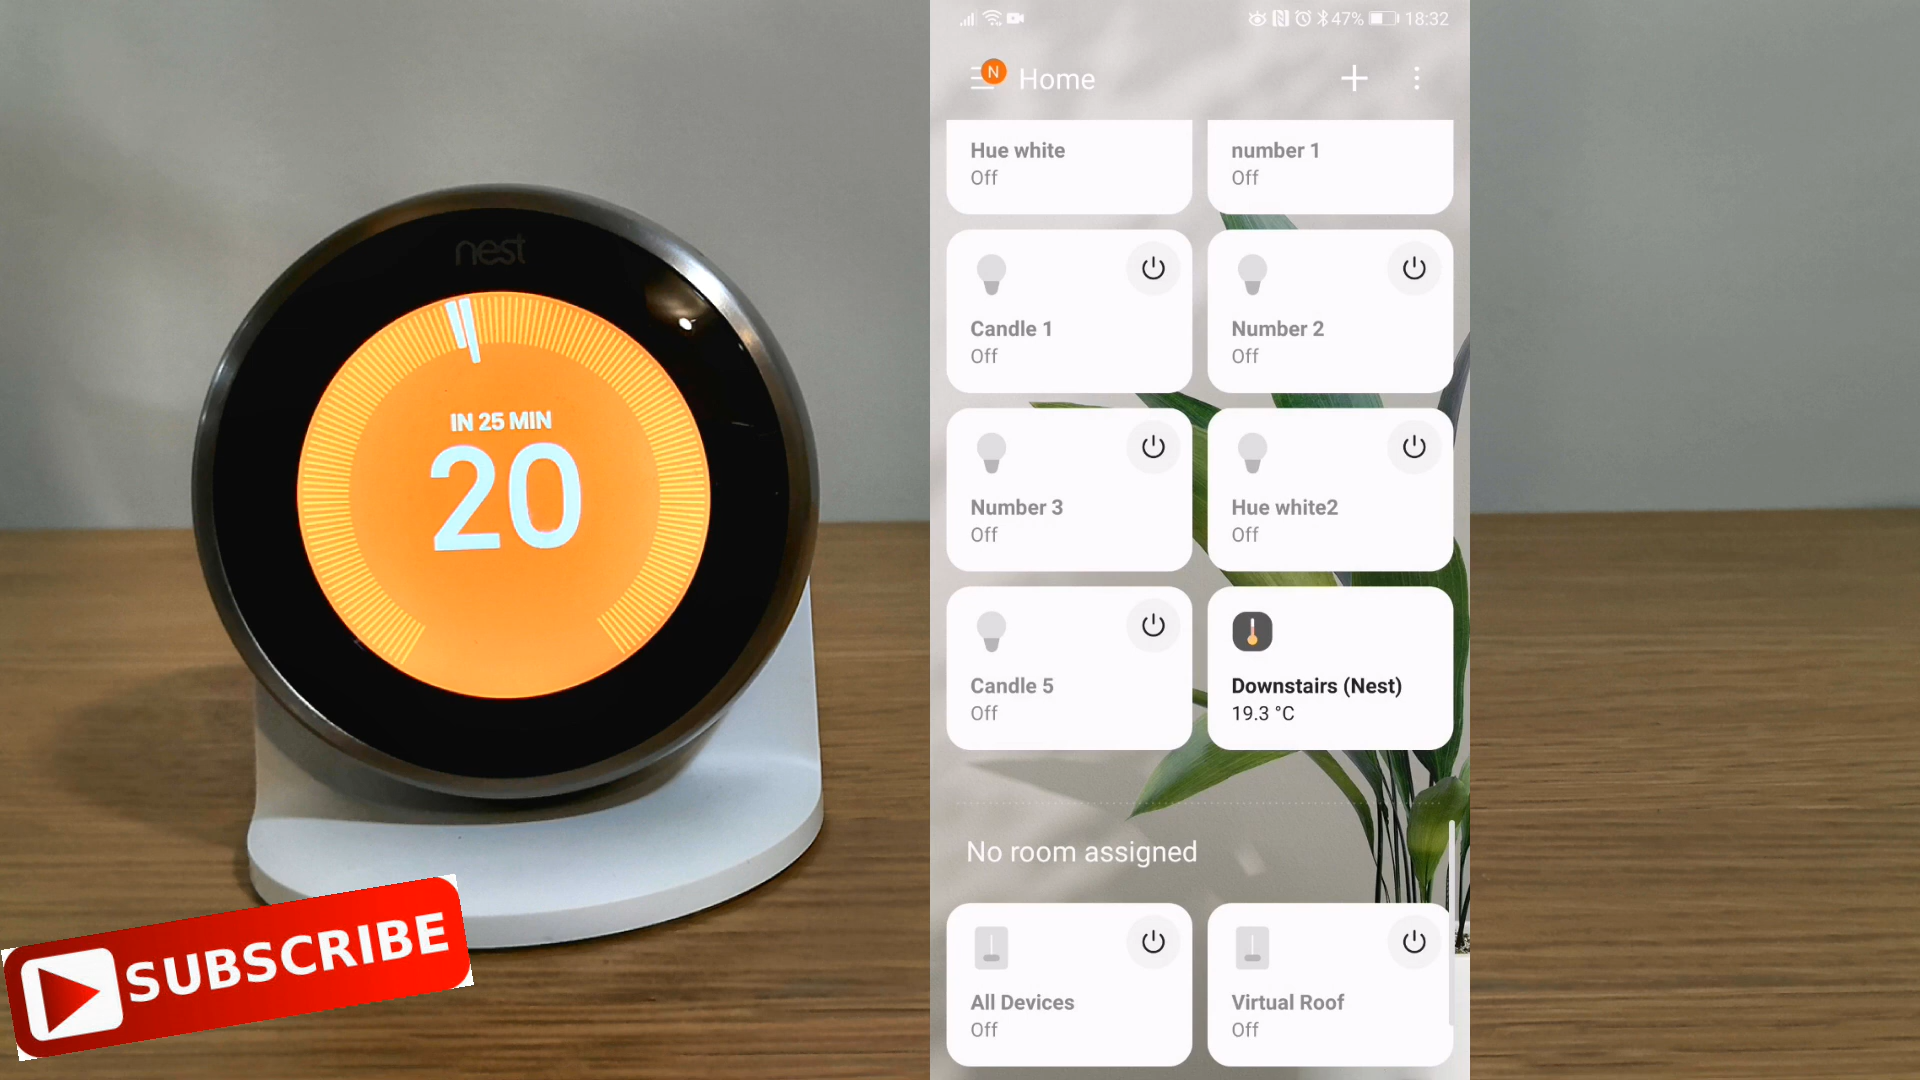 nest
IN 25 MIN
20
SUBSCRIBE
47% 18:32
N
Home
Hue white
Off
number 1
Off
Candle 1
Off
Number 2
Off
Number 3
Off
Hue white2
Off
Candle 5
Off
Downstairs (Nest)
19.3 °C
No room assigned
All Devices
Off
Virtual Roof
Off